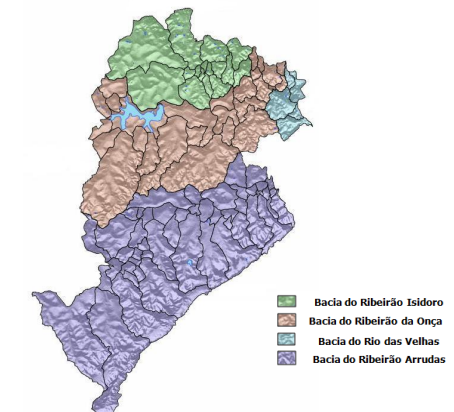 Bacia do Ribeirão Isidoro
Bacia do Ribeirão da Onça
Bacia do Rio das Velhas
Bacia do Ribeirão Arrudas